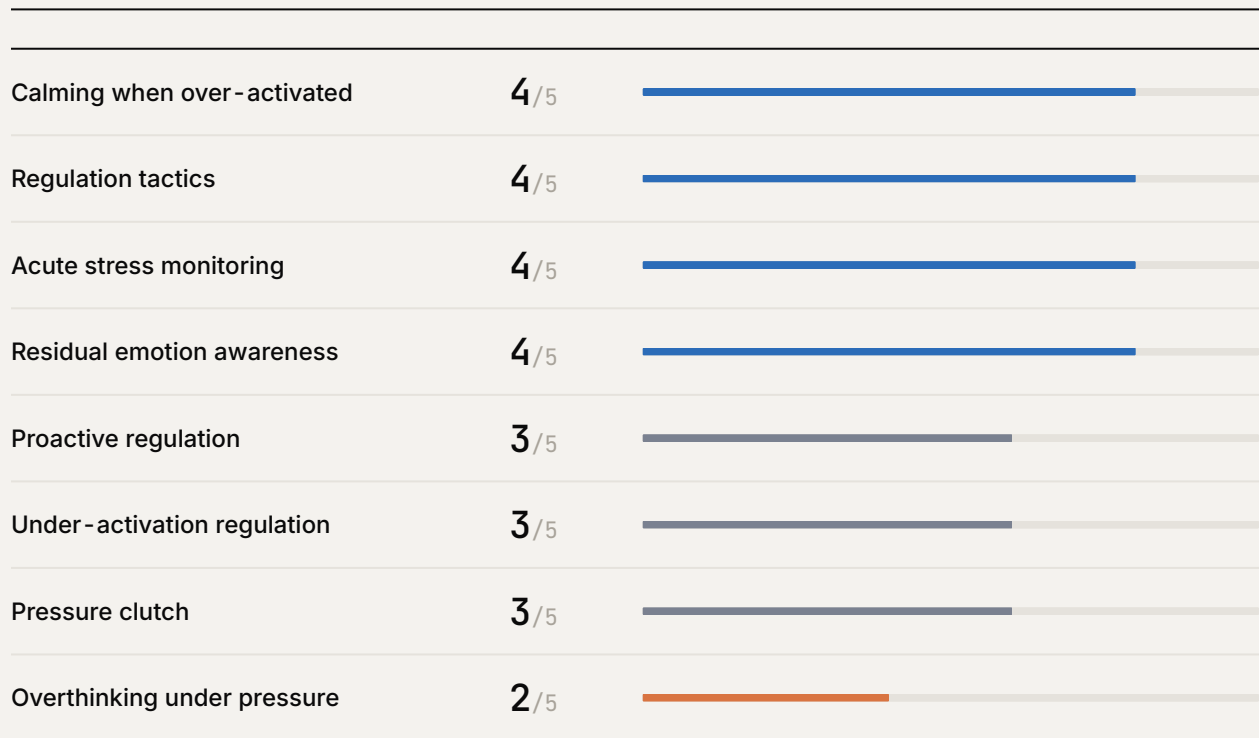 Calming when over-activated 4/5
Regulation tactics 4/5
Acute stress monitoring 4/5
Residual emotion awareness 4/5
Proactive regulation 3/5
Under-activation regulation 3/5
Pressure clutch 3/5
Overthinking under pressure 2/5